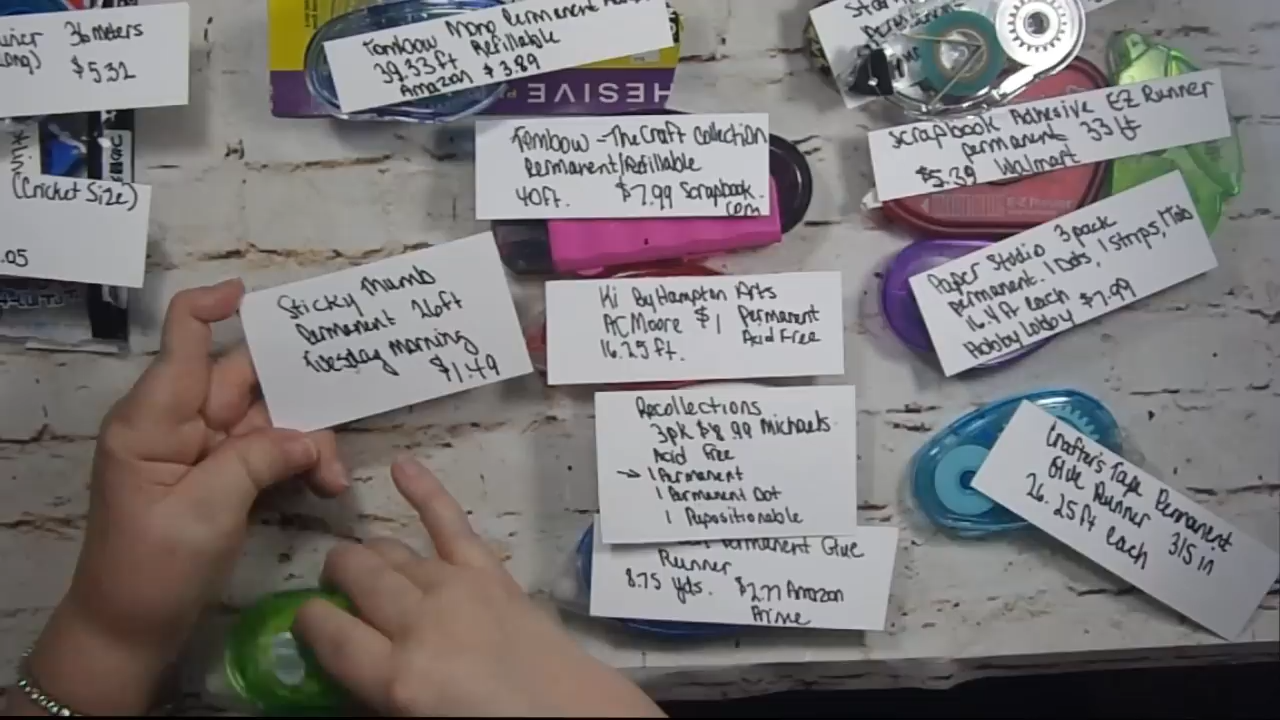 36 Meters
$5.32
(Cricket Size)
.05
Tombow Mono Permanent
39.33 ft Refillable
Amazon $3.89
HESIVE
Tombow - The Craft Collection
Permanent/Refillable
40ft. $7.99 Scrapbook.
com
Scrapbook Adhesive EZ Runner
permanent 33 ft
$5.39 Walmart
EZ Runner
Sticky Thumb
Permanent 26ft
Tuesday Morning
$1.49
Hi By Hampton Arts
AC Moore $1 Permanent
16.25 ft. Acid Free
Paper Studio 3 pack
permanent. 1 Dots, 1 Strips, 1 Tab
16.4 ft each
Hobby Lobby $7.99
Recollections
3pk $8.99 Michaels
Acid Free
→ 1 Permanent
1 Permanent Dot
1 Repositionable
Permanent Glue
Runner
8.75 yds. $2.77 Amazon
Prime
Crafter's Tape Permanent
Glue Runner 315 in
26.25 ft each